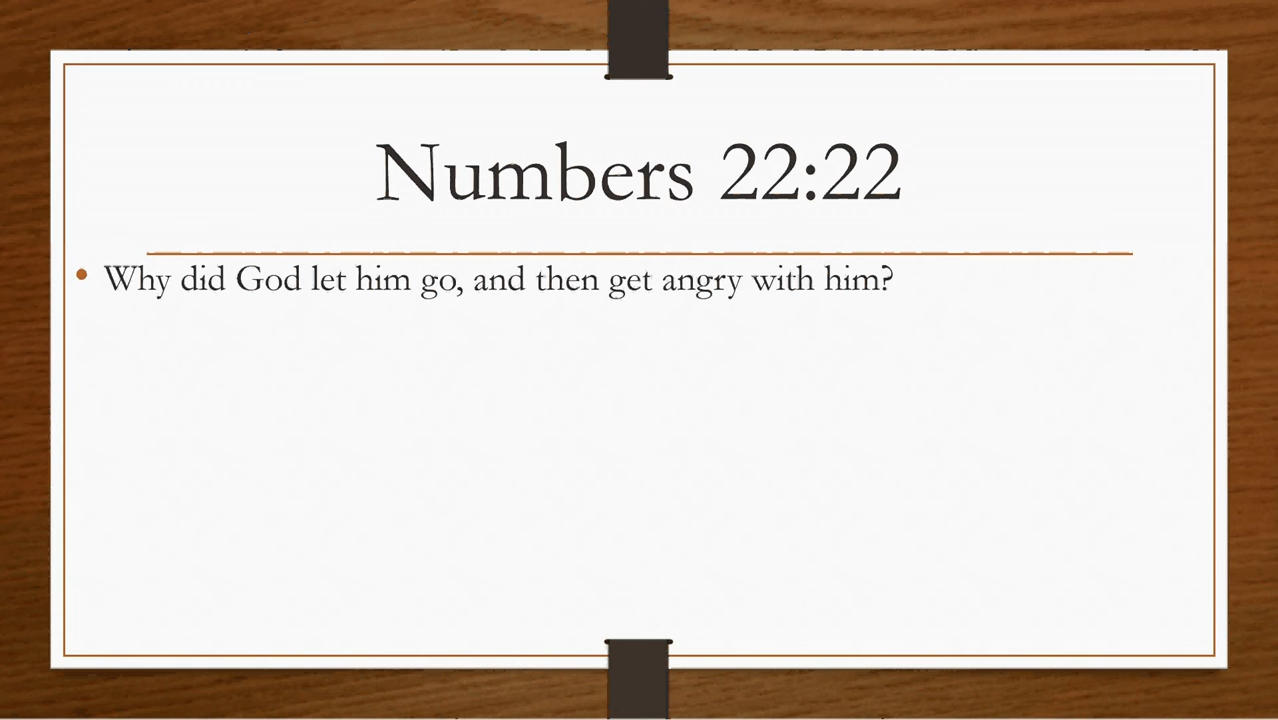 Numbers 22:22
• Why did God let him go, and then get angry with him?